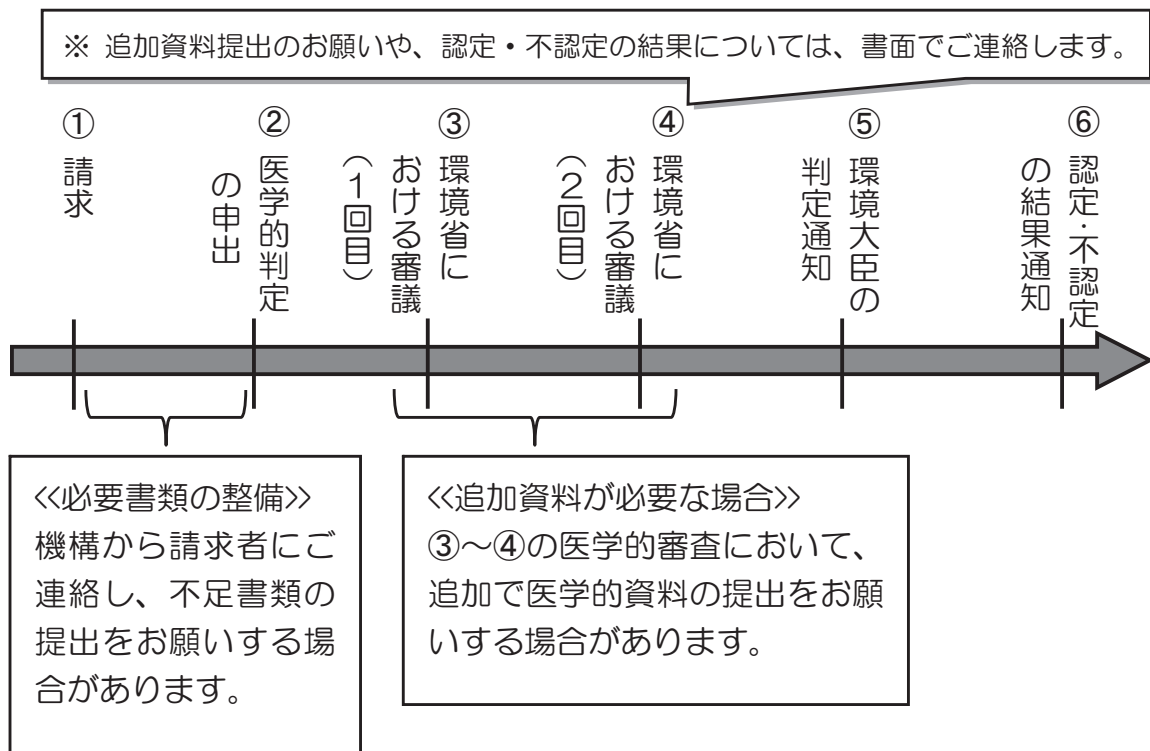 ※ 追加資料提出のお願いや、認定・不認定の結果については、書面でご連絡します。
①
請求
②
医学的判定
の申出
③
環境省に
おける審議
（１回目）
④
環境省に
おける審議
（２回目）
⑤
環境大臣の
判定通知
⑥
認定・不認定
の結果通知
≪必要書類の整備≫
機構から請求者にご
連絡し、不足書類の
提出をお願いする場
合があります。
≪追加資料が必要な場合≫
③～④の医学的審査において、
追加で医学的資料の提出をお願
いする場合があります。